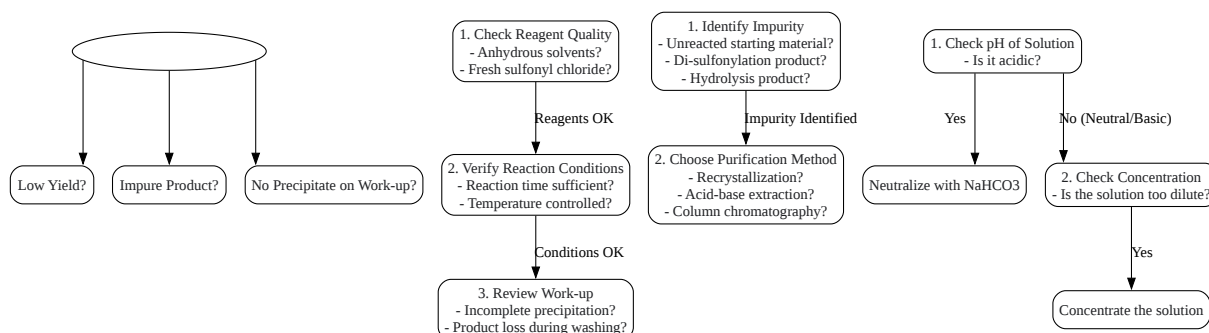 Low Yield?
Impure Product?
No Precipitate on Work-up?
1. Check Reagent Quality
- Anhydrous solvents?
- Fresh sulfonyl chloride?
Reagents OK
2. Verify Reaction Conditions
- Reaction time sufficient?
- Temperature controlled?
Conditions OK
3. Review Work-up
- Incomplete precipitation?
- Product loss during washing?
1. Identify Impurity
- Unreacted starting material?
- Di-sulfonylation product?
- Hydrolysis product?
Impurity Identified
2. Choose Purification Method
- Recrystallization?
- Acid-base extraction?
- Column chromatography?
1. Check pH of Solution
- Is it acidic?
Yes
No (Neutral/Basic)
Neutralize with NaHCO3
2. Check Concentration
- Is the solution too dilute?
Yes
Concentrate the solution